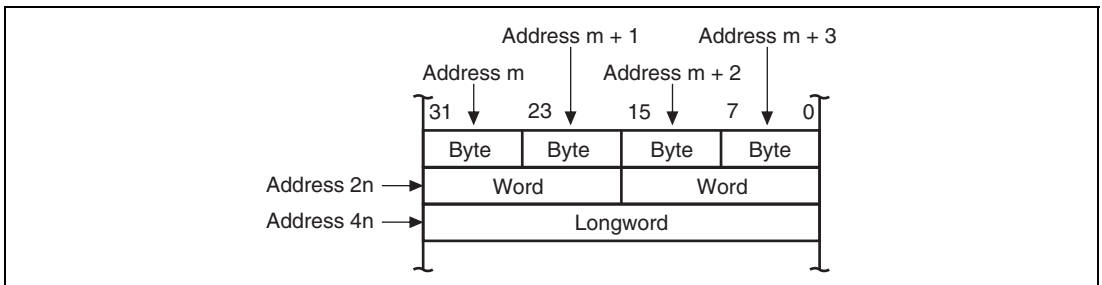 Address m + 1 Address m + 3
Address m Address m + 2
31 23 15 7 0
Byte Byte Byte Byte
Address 2n Word Word
Address 4n Longword